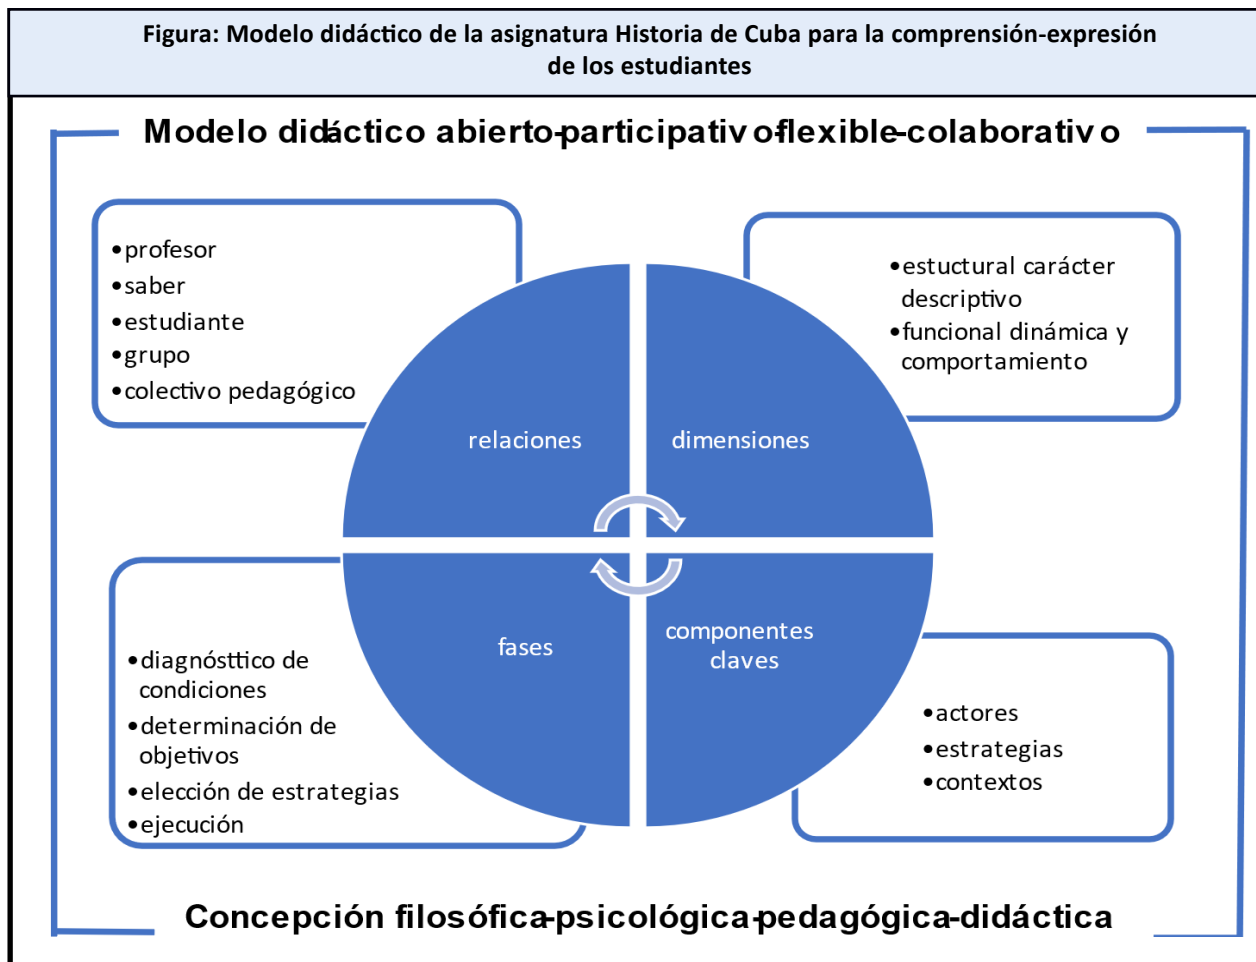 Figura: Modelo didáctico de la asignatura Historia de Cuba para la comprensión-expresión
de los estudiantes
Modelo didáctico abierto-participativo-flexible-colaborativo
•profesor
•saber
•estudiante
•grupo
•colectivo pedagógico
•estuctural carácter
descriptivo
•funcional dinámica y
comportamiento
relaciones
dimensiones
fases
componentes
claves
•diagnósttico de
condiciones
•determinación de
objetivos
•elección de estrategias
•ejecución
•actores
•estrategias
•contextos
Concepción filosófica-psicológica-pedagógica-didáctica